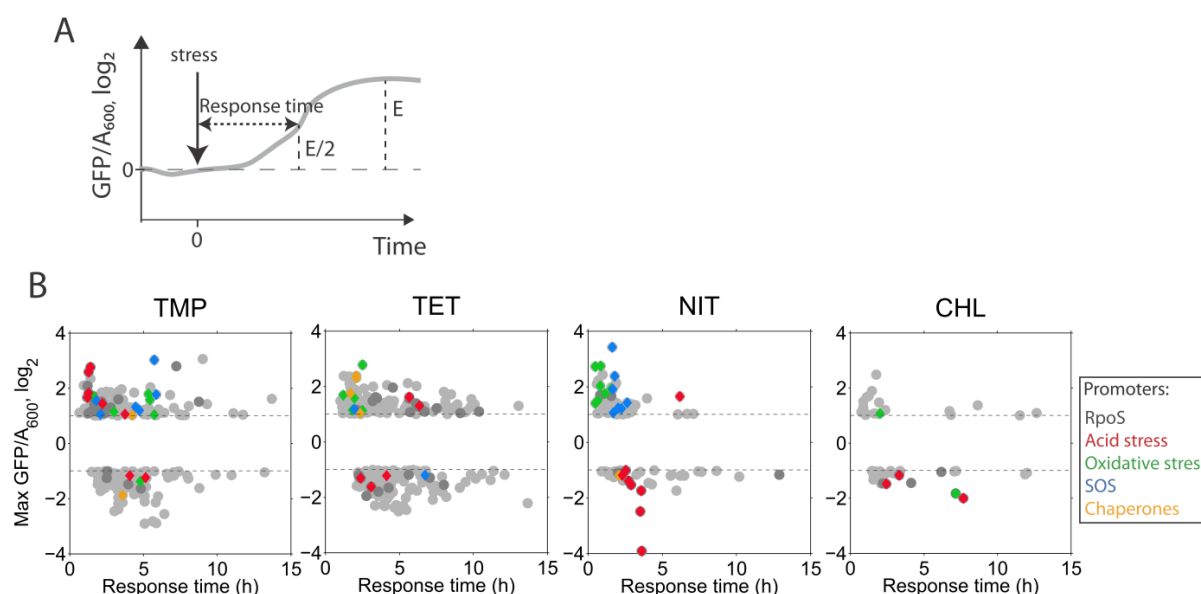 A
stress
Response time
GFP/A600, log2
E
E/2
0
0
Time
B
TMP
TET
NIT
CHL
Max GFP/A600, log2
4
2
0
−2
−4
4
2
0
−2
−4
4
2
0
−2
−4
4
2
0
−2
−4
0 5 10 15
0 5 10 15
0 5 10 15
0 5 10 15
Response time (h)
Response time (h)
Response time (h)
Response time (h)
Promoters:
RpoS
Acid stress
Oxidative stres
SOS
Chaperones